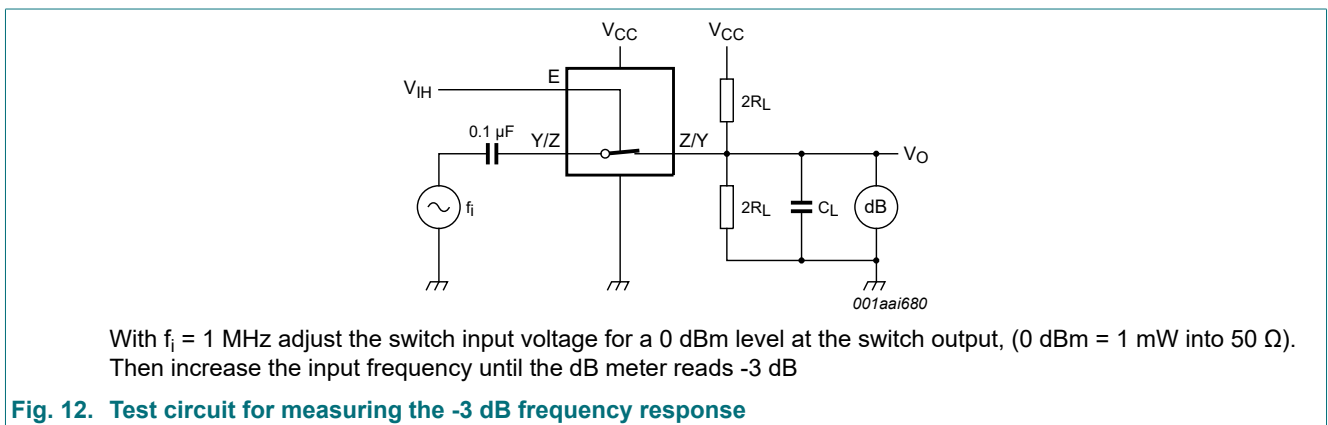 VCC VCC
E
2RL
VIH
0.1 µF
Y/Z Z/Y
VO
fi
2RL CL dB
001aai680
With fi = 1 MHz adjust the switch input voltage for a 0 dBm level at the switch output, (0 dBm = 1 mW into 50 Ω).
Then increase the input frequency until the dB meter reads -3 dB
Fig. 12. Test circuit for measuring the -3 dB frequency response